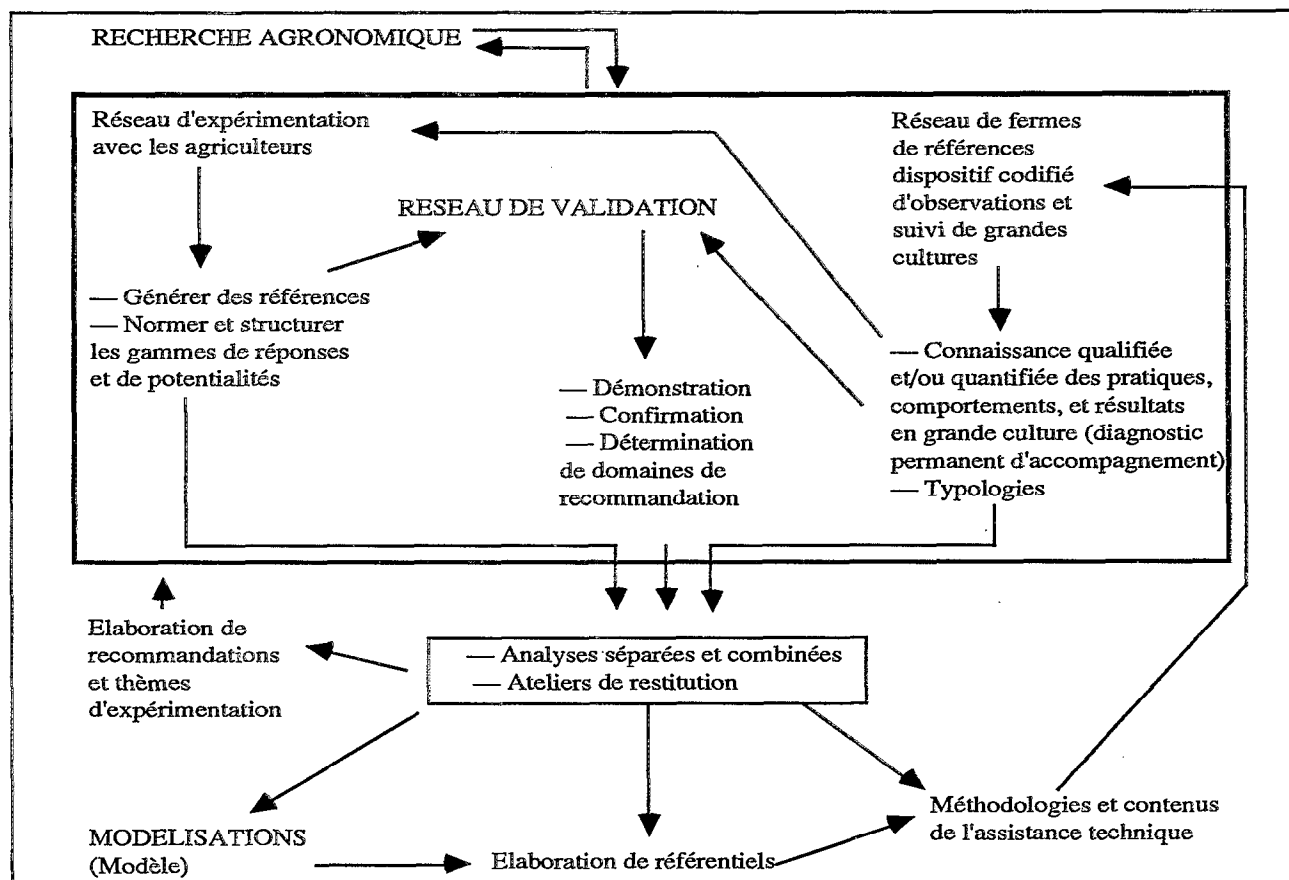 RECHERCHE AGRONOMIQUE
Réseau d'expérimentation
avec les agriculteurs
Réseau de fermes
de références
dispositif codifié
d'observations et
suivi de grandes
cultures
RESEAU DE VALIDATION
— Générer des références
— Normer et structurer
les gammes de réponses
et de potentialités
— Démonstration
— Confirmation
— Détermination
de domaines de
recommandation
— Connaissance qualifiée
et/ou quantifiée des pratiques,
comportements, et résultats
en grande culture (diagnostic
permanent d'accompagnement)
— Typologies
Elaboration de
recommandations
et thèmes
d'expérimentation
— Analyses séparées et combinées
— Ateliers de restitution
MODELISATIONS
(Modèle)
Elaboration de référentiels
Méthodologies et contenus
de l'assistance technique